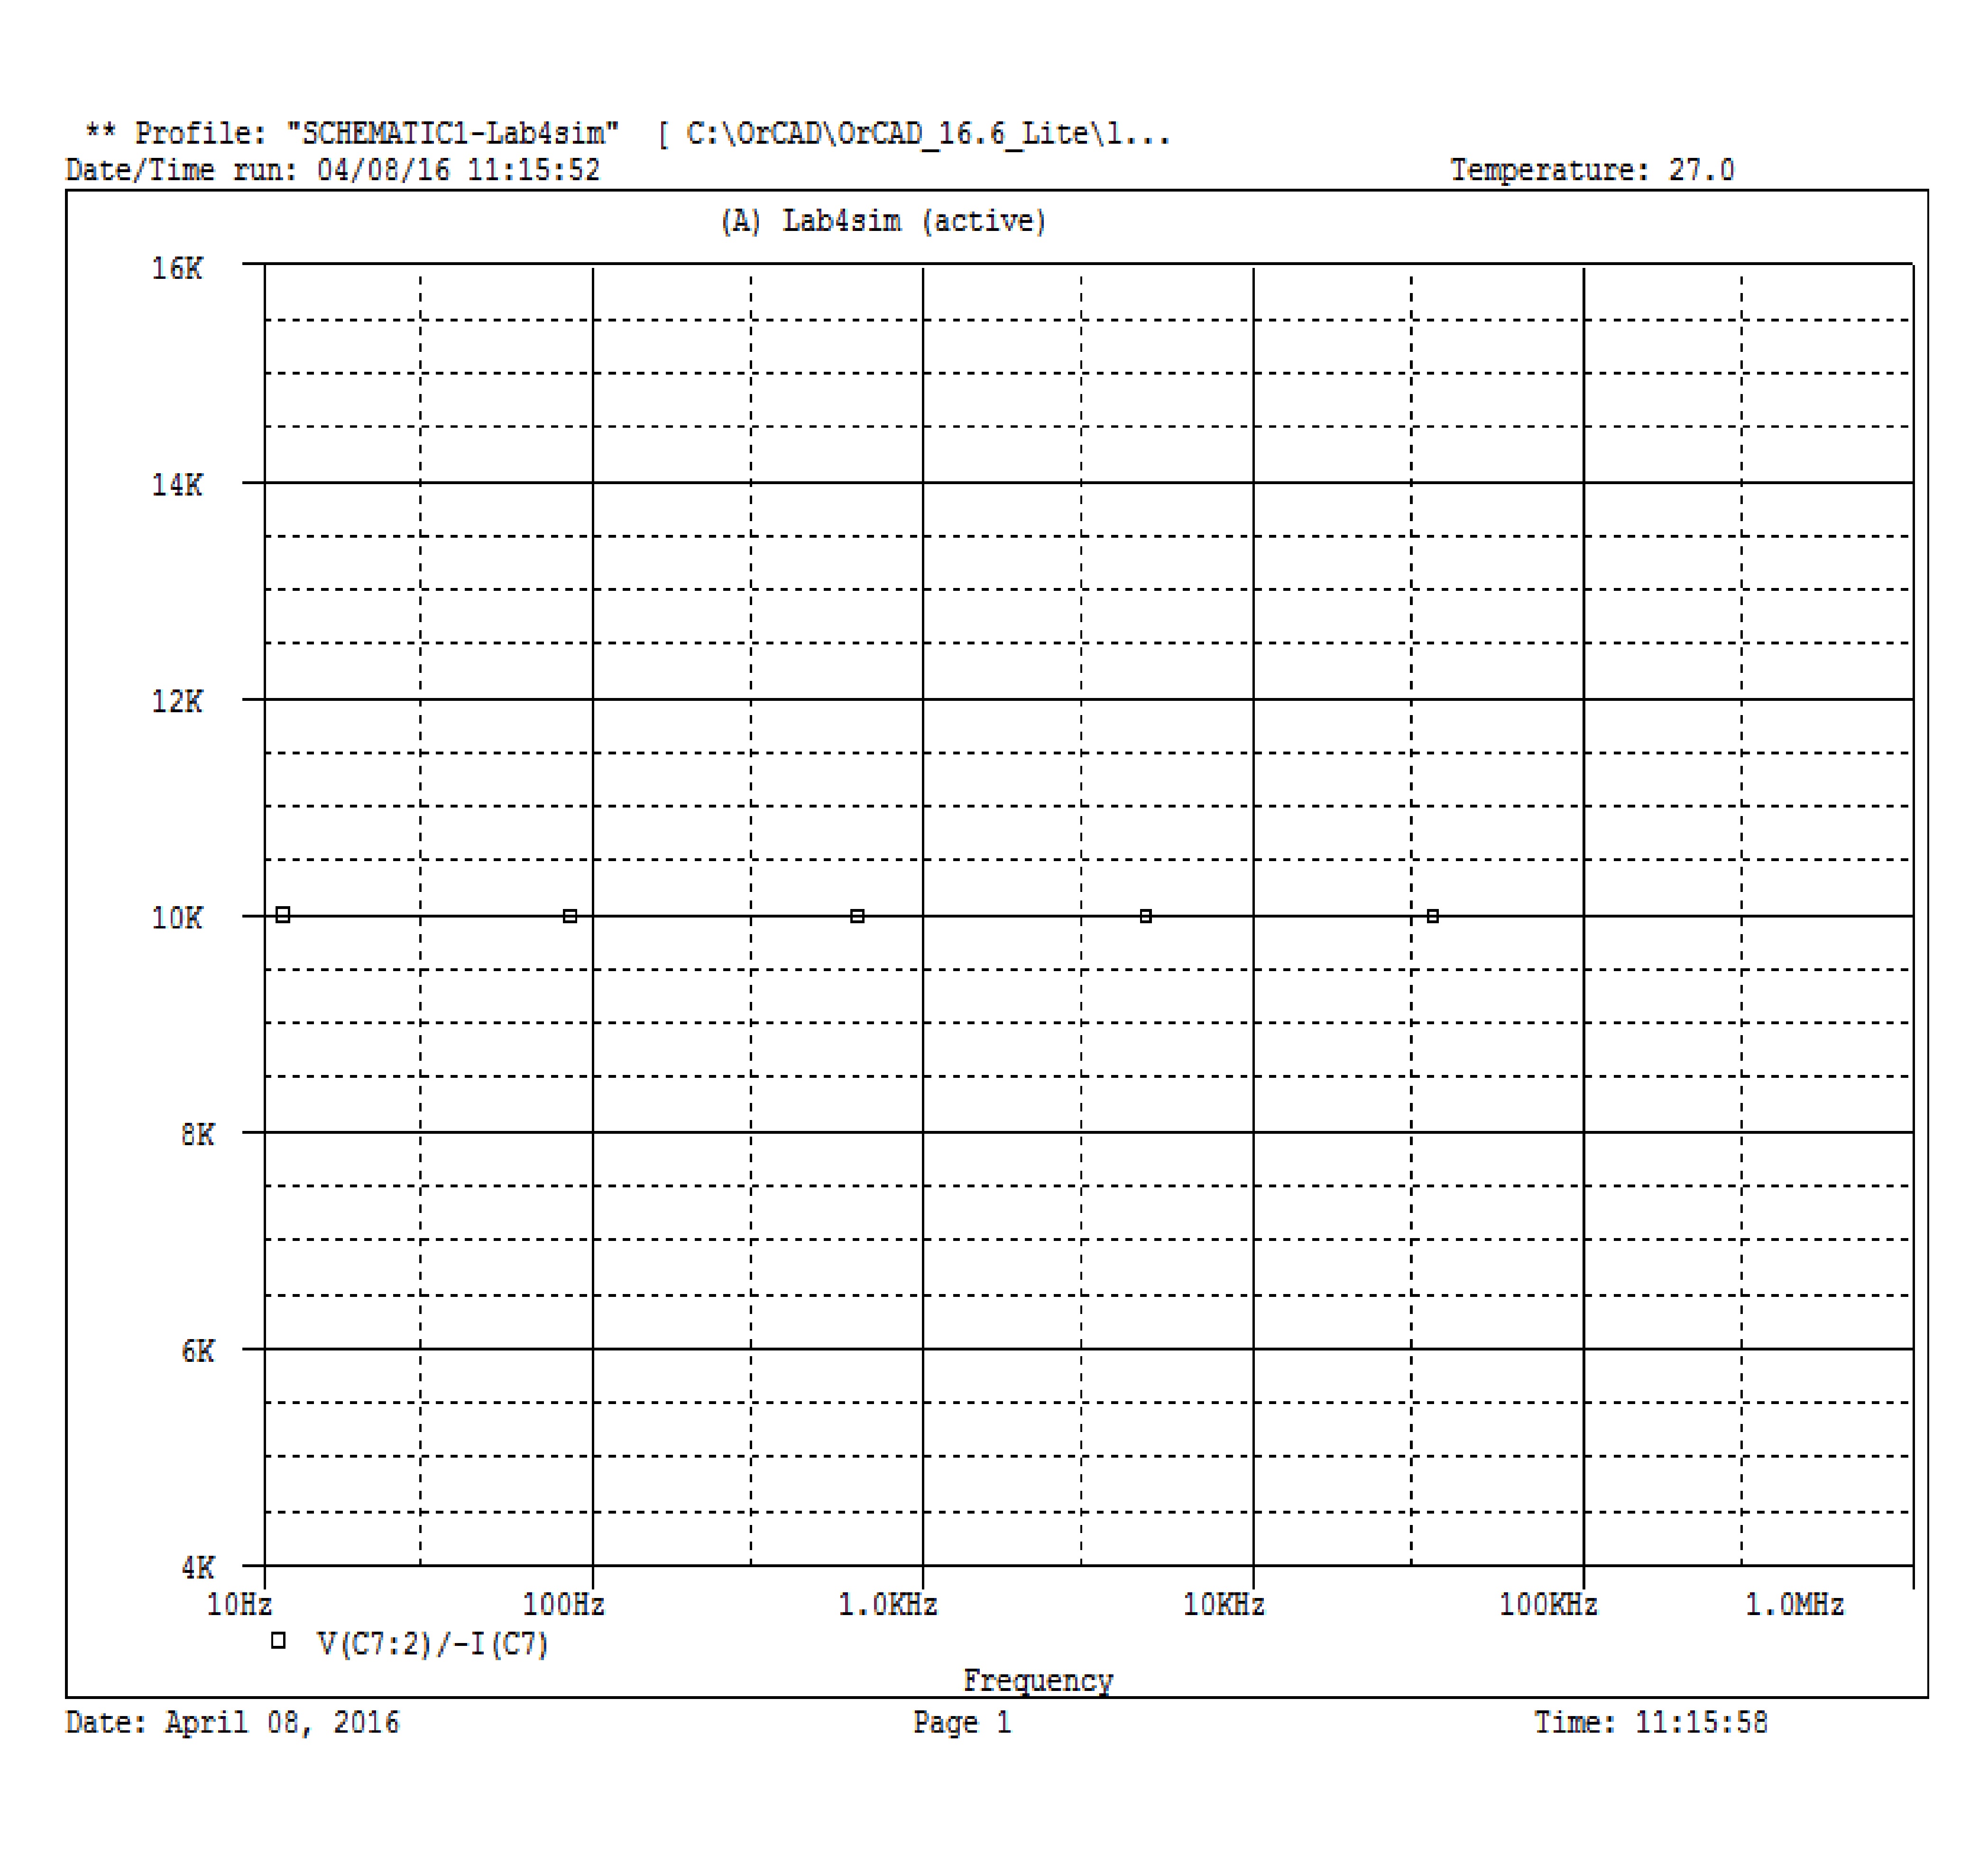 ** Profile: "SCHEMATIC1-Lab4sim"  [ C:\OrCAD\OrCAD_16.6_Lite\l...
Date/Time run: 04/08/16 11:15:52 Temperature: 27.0
(A) Lab4sim (active)
16K
14K
12K
10K
8K
6K
4K
10Hz 100Hz 1.0KHz 10KHz 100KHz 1.0MHz
V(C7:2)/-I(C7)
Frequency
Date: April 08, 2016 Page 1 Time: 11:15:58